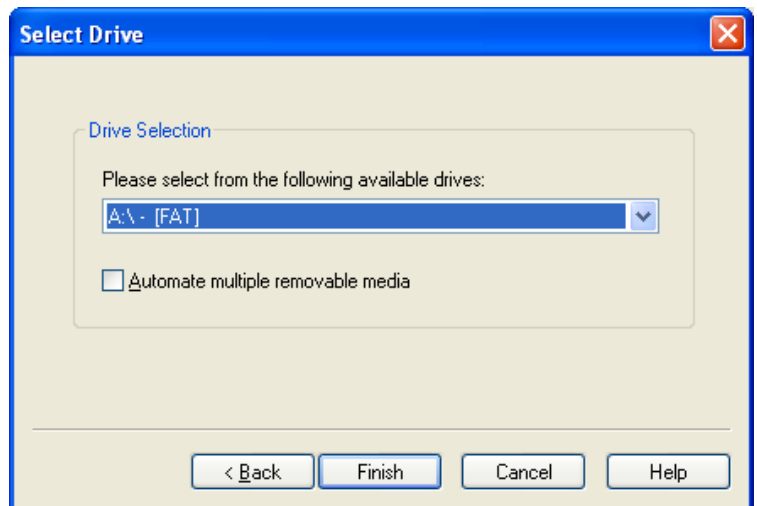 Select Drive
Drive Selection
Please select from the following available drives:
A:\ - [FAT]
Automate multiple removable media
< Back Finish Cancel Help